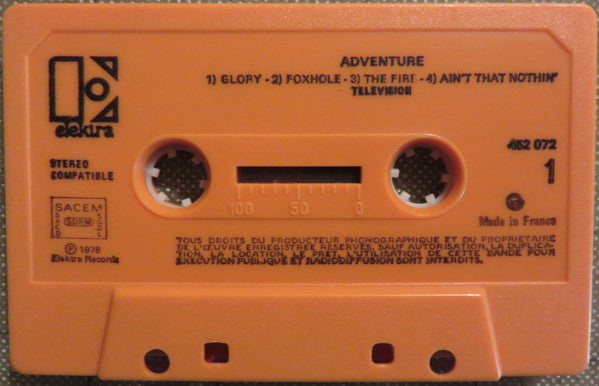 ADVENTURE
1) GLORY - 2) FOXHOLE - 3) THE FIRE - 4) AIN'T THAT NOTHIN'
TELEVISION
elektra
452 072
STEREO
COMPATIBLE
1
100 50 0
SACEM
SACD SDRM SGDL
Made in France
℗ 1978
Elektra Records
TOUS DROITS DU PRODUCTEUR PHONOGRAPHIQUE ET DU PROPRIETAIRE
DE L'ŒUVRE ENREGISTREE RESERVES. SAUF AUTORISATION, LA DUPLICA-
TION, LA LOCATION, LE PRET, L'UTILISATION DE CETTE BANDE POUR
EXECUTION PUBLIQUE ET RADIODIFFUSION SONT INTERDITS.